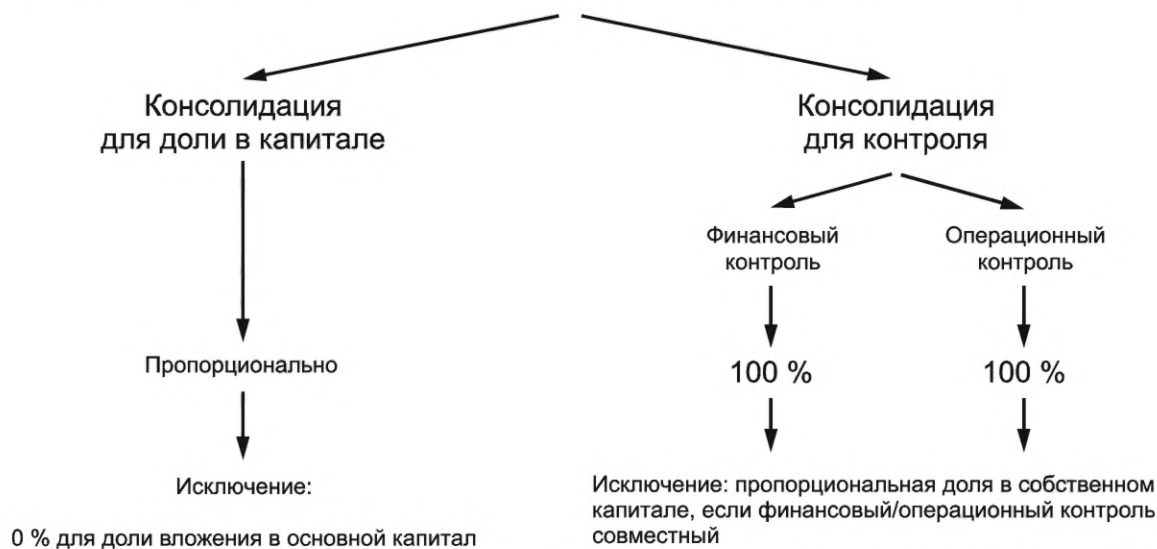 Консолидация
для доли в капитале
Консолидация
для контроля
Финансовый
контроль
Операционный
контроль
Пропорционально
100 %
100 %
Исключение:
0 % для доли вложения в основной капитал
Исключение: пропорциональная доля в собственном
капитале, если финансовый/операционный контроль
совместный